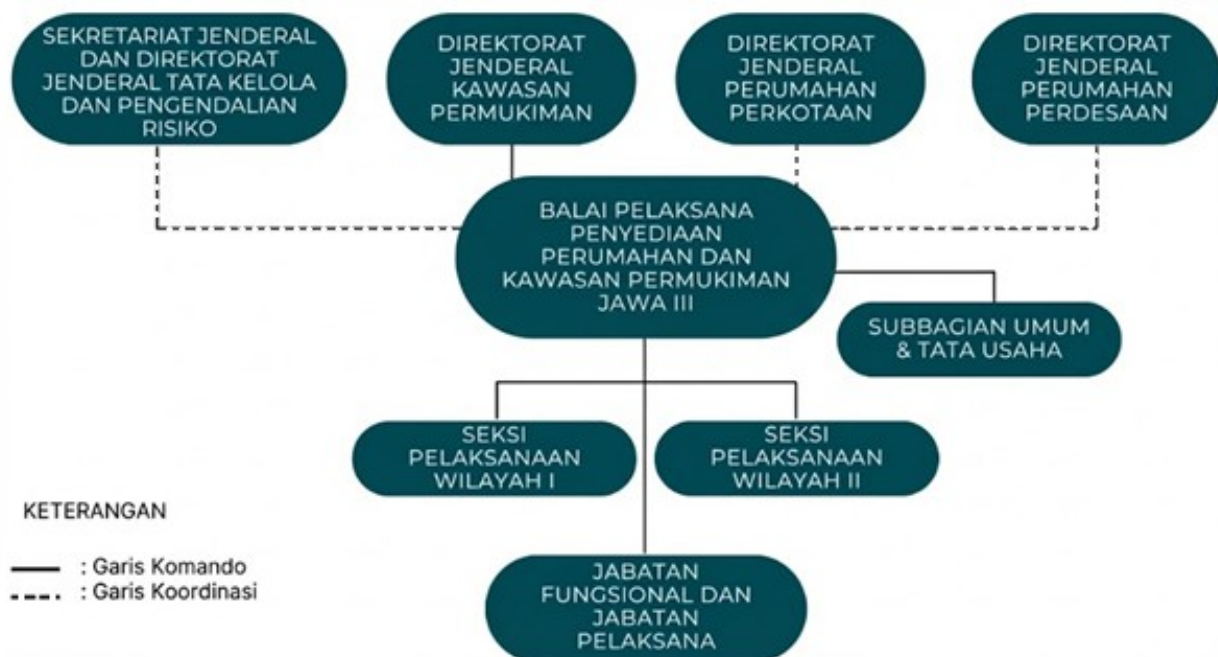 SEKRETARIAT JENDERAL
DAN DIREKTORAT
JENDERAL TATA KELOLA
DAN PENGENDALIAN
RISIKO
DIREKTORAT
JENDERAL
KAWASAN
PERMUKIMAN
DIREKTORAT
JENDERAL
PERUMAHAN
PERKOTAAN
DIREKTORAT
JENDERAL
PERUMAHAN
PERDESAAN
BALAI PELAKSANA
PENYEDIAAN
PERUMAHAN DAN
KAWASAN PERMUKIMAN
JAWA III
SUBBAGIAN UMUM
& TATA USAHA
SEKSI
PELAKSANAAN
WILAYAH I
SEKSI
PELAKSANAAN
WILAYAH II
JABATAN
FUNGSIONAL DAN
JABATAN
PELAKSANA
KETERANGAN
: Garis Komando
: Garis Koordinasi